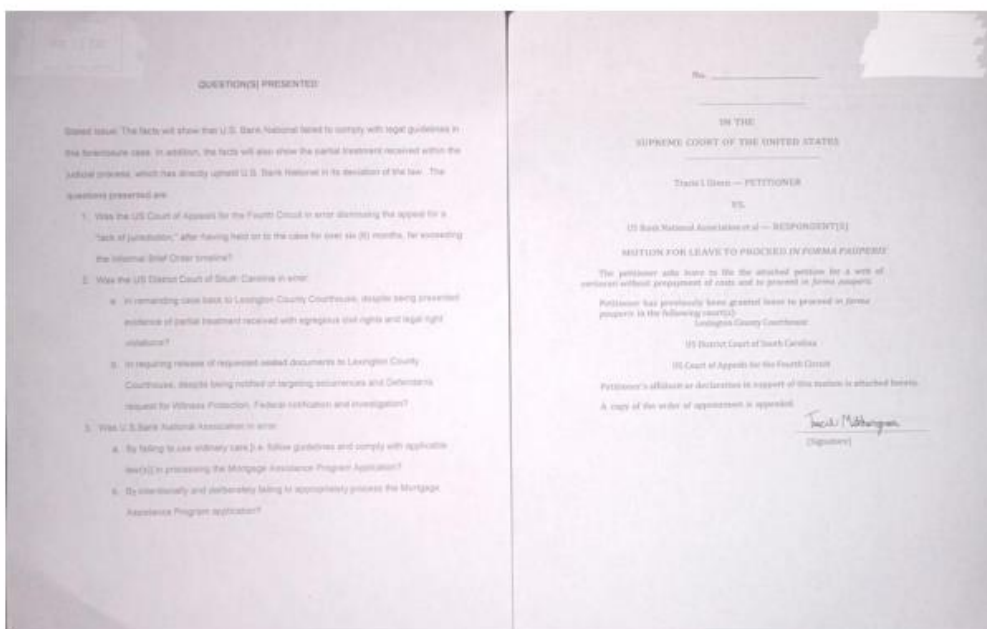 QUESTION(S) PRESENTED
Stated Issue: The facts will show that U.S. Bank National failed to comply with legal guidelines in
this foreclosure case. In addition, the facts will also show the partial treatment received within the
judicial process, which has directly upheld U.S. Bank National in its deviation of the law. The
questions presented are:
1. Was the US Court of Appeals for the Fourth Circuit in error dismissing the appeal for a
"lack of jurisdiction," after having held on to the case for over six (6) months, far exceeding
the Informal Brief Order timeline?
2. Was the US District Court of South Carolina in error:
a. In remanding case back to Lexington County Courthouse, despite being presented
evidence of partial treatment received with egregious civil rights and legal right
violations?
b. In requiring release of requested related documents to Lexington County
Courthouse, despite being notified of targeting occurrences and Defendants
request for Witness Protection, Federal notification and investigation?
3. Was U.S.Bank National Association in error:
a. By failing to use ordinary care [i.e. follow guidelines and comply with applicable
law(s)] in processing the Mortgage Assistance Program Application?
b. By intentionally and deliberately failing to appropriately process the Mortgage
Assistance Program application?
No.
IN THE
SUPREME COURT OF THE UNITED STATES
Tracie L Green — PETITIONER
VS.
US Bank National Association et al — RESPONDENT(S)
MOTION FOR LEAVE TO PROCEED IN FORMA PAUPERIS
The petitioner asks leave to file the attached petition for a writ of
certiorari without prepayment of costs and to proceed in forma pauperis.
Petitioner has previously been granted leave to proceed in forma
pauperis in the following court(s):
Lexington County Courthouse
US District Court of South Carolina
US Court of Appeals for the Fourth Circuit
Petitioner's affidavit or declaration in support of this motion is attached hereto.
A copy of the order of appointment is appended.
(Signature)